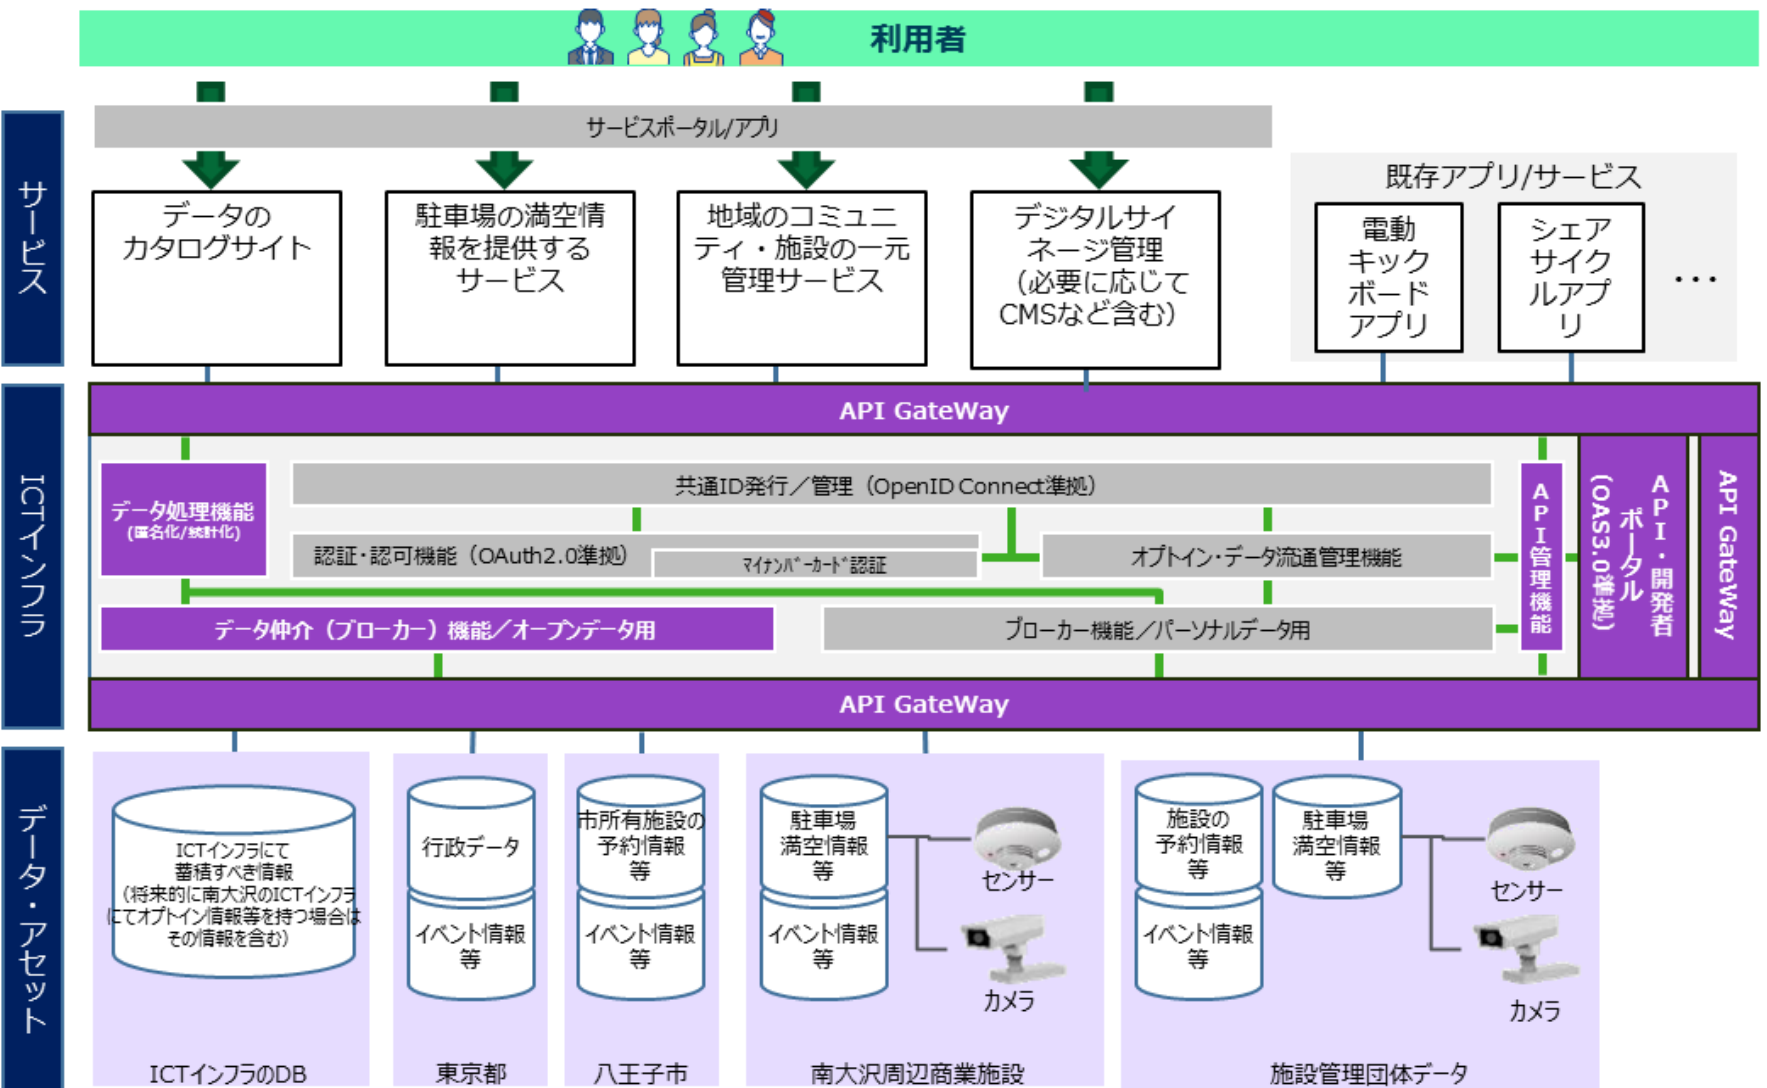 利用者
サービスポータル/アプリ
サービス
データの
カタログサイト
駐車場の満空情
報を提供する
サービス
地域のコミュニ
ティ・施設の一元
管理サービス
デジタルサイ
ネージ管理
（必要に応じて
CMSなど含む）
既存アプリ/サービス
電動
キック
ボード
アプリ
シェア
サイク
ルアプ
リ
・・・
ICTインフラ
API GateWay
データ処理機能
(匿名化/統計化)
共通ID発行／管理（OpenID Connect準拠）
認証・認可機能（OAuth2.0準拠）
マイナンバーカード認証
オプトイン・データ流通管理機能
データ仲介（ブローカー）機能／オープンデータ用
ブローカー機能／パーソナルデータ用
API管理機能
API・開発者
ポータル
(OAS3.0準拠)
API GateWay
API GateWay
データ・アセット
ICTインフラにて
蓄積すべき情報
（将来的に南大沢のICTインフラ
にてオプトイン情報等を持つ場合は
その情報を含む）
ICTインフラのDB
行政データ
イベント情報
等
東京都
市所有施設の
予約情報
等
イベント情報
等
八王子市
駐車場
満空情報
等
イベント情報
等
センサー
カメラ
南大沢周辺商業施設
施設の
予約情報
等
イベント情報
等
駐車場
満空情報
等
センサー
カメラ
施設管理団体データ